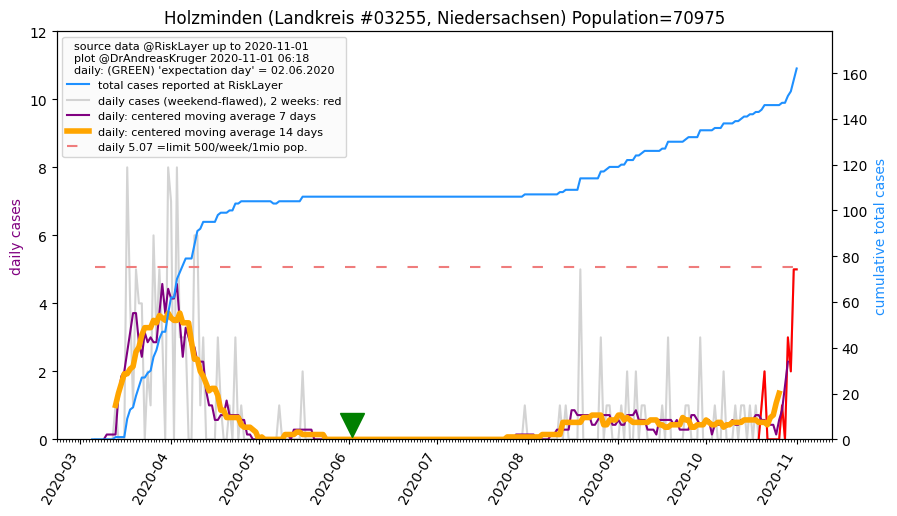 Holzminden (Landkreis #03255, Niedersachsen) Population=70975
source data @RiskLayer up to 2020-11-01
plot @DrAndreasKruger 2020-11-01 06:18
daily: (GREEN) 'expectation day' = 02.06.2020
total cases reported at RiskLayer
daily cases (weekend-flawed), 2 weeks: red
daily: centered moving average 7 days
daily: centered moving average 14 days
daily 5.07 =limit 500/week/1mio pop.
daily cases
12
10
8
6
4
2
0
cumulative total cases
160
140
120
100
80
60
40
20
0
2020-03
2020-04
2020-05
2020-06
2020-07
2020-08
2020-09
2020-10
2020-11